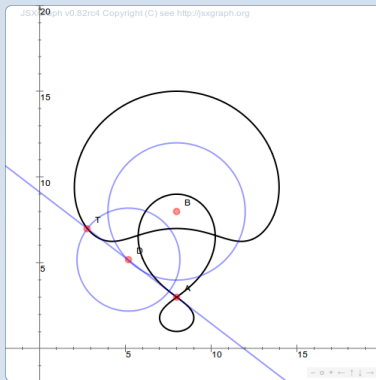 20
JSXGraph v0.82rc4 Copyright (C) see http://jsxgraph.org
15
10
B
T
D
5
A
5
10
15
− o + ← ↑ ↓ →